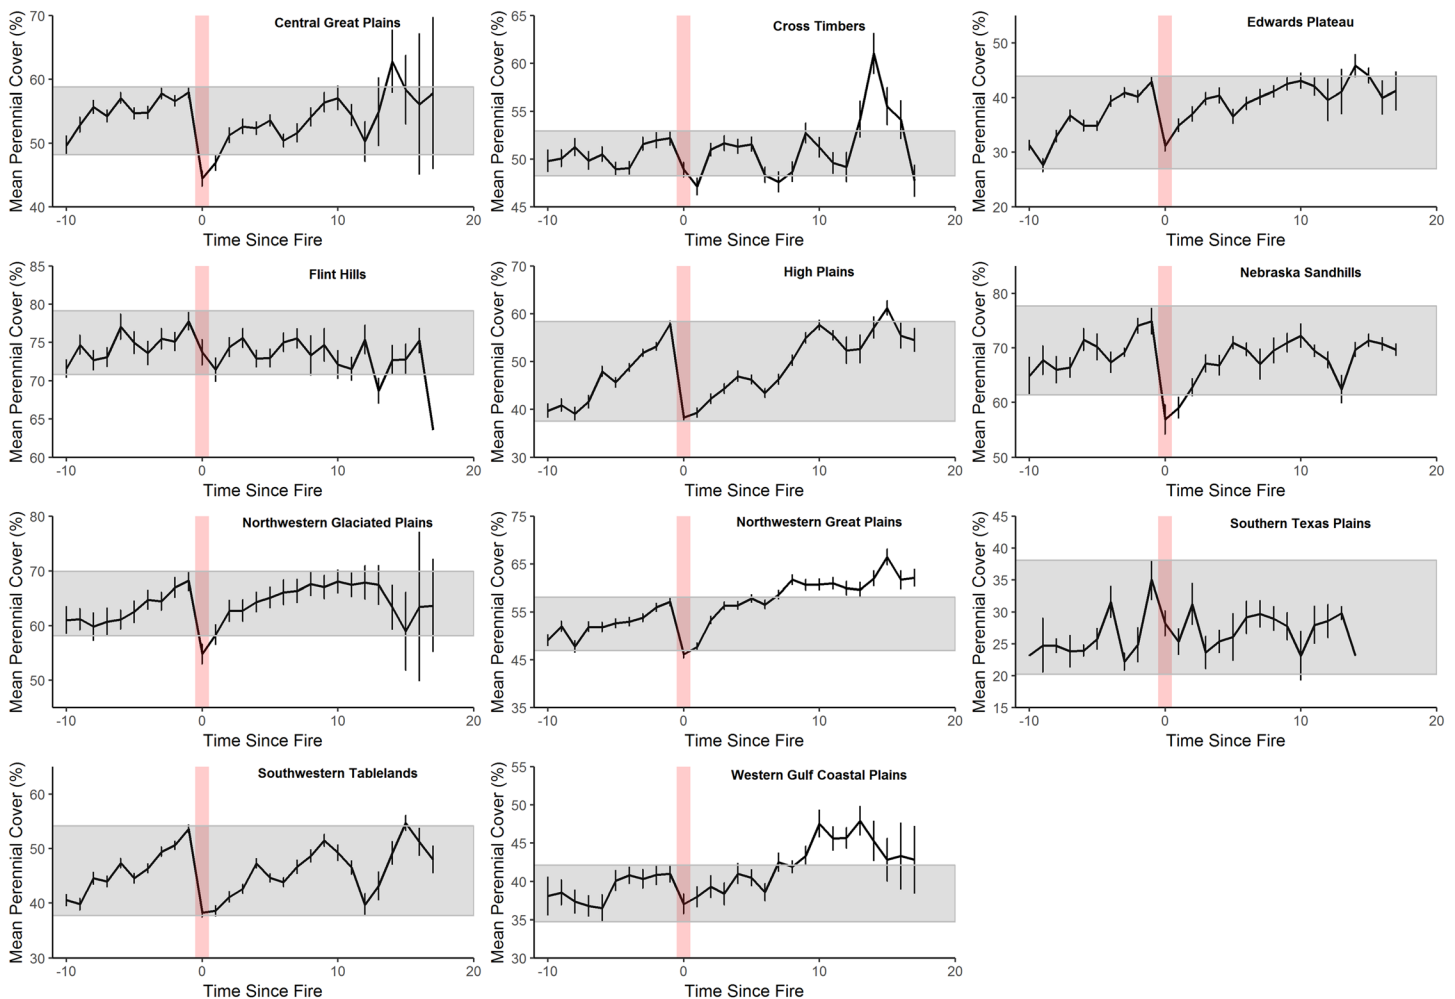 Central Great Plains
Mean Perennial Cover (%)
70
60
50
40
-10
0
10
20
Time Since Fire
Cross Timbers
Mean Perennial Cover (%)
65
60
55
50
45
-10
0
10
20
Time Since Fire
Edwards Plateau
Mean Perennial Cover (%)
50
40
30
20
-10
0
10
20
Time Since Fire
Flint Hills
Mean Perennial Cover (%)
85
80
75
70
65
60
-10
0
10
20
Time Since Fire
High Plains
Mean Perennial Cover (%)
70
60
50
40
30
-10
0
10
20
Time Since Fire
Nebraska Sandhills
Mean Perennial Cover (%)
80
70
60
50
-10
0
10
20
Time Since Fire
Northwestern Glaciated Plains
Mean Perennial Cover (%)
80
70
60
50
-10
0
10
20
Time Since Fire
Northwestern Great Plains
Mean Perennial Cover (%)
75
65
55
45
35
-10
0
10
20
Time Since Fire
Southern Texas Plains
Mean Perennial Cover (%)
45
40
35
30
25
20
15
-10
0
10
20
Time Since Fire
Southwestern Tablelands
Mean Perennial Cover (%)
60
50
40
30
-10
0
10
20
Time Since Fire
Western Gulf Coastal Plains
Mean Perennial Cover (%)
55
50
45
40
35
30
-10
0
10
20
Time Since Fire